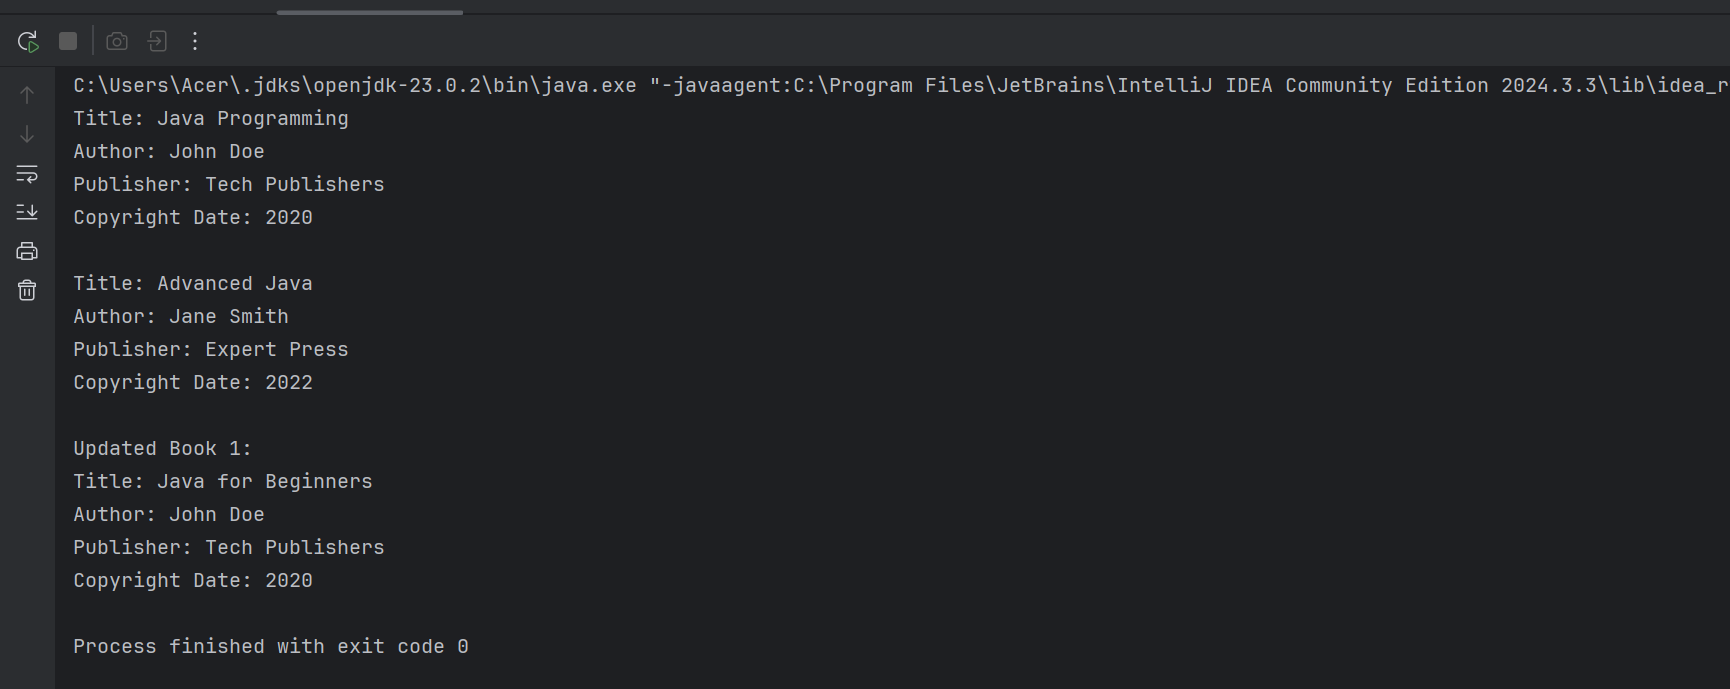 C:\Users\Acer\.jdks\openjdk-23.0.2\bin\java.exe "-javaagent:C:\Program Files\JetBrains\IntelliJ IDEA Community Edition 2024.3.3\lib\idea_r
Title: Java Programming
Author: John Doe
Publisher: Tech Publishers
Copyright Date: 2020
Title: Advanced Java
Author: Jane Smith
Publisher: Expert Press
Copyright Date: 2022
Updated Book 1:
Title: Java for Beginners
Author: John Doe
Publisher: Tech Publishers
Copyright Date: 2020
Process finished with exit code 0